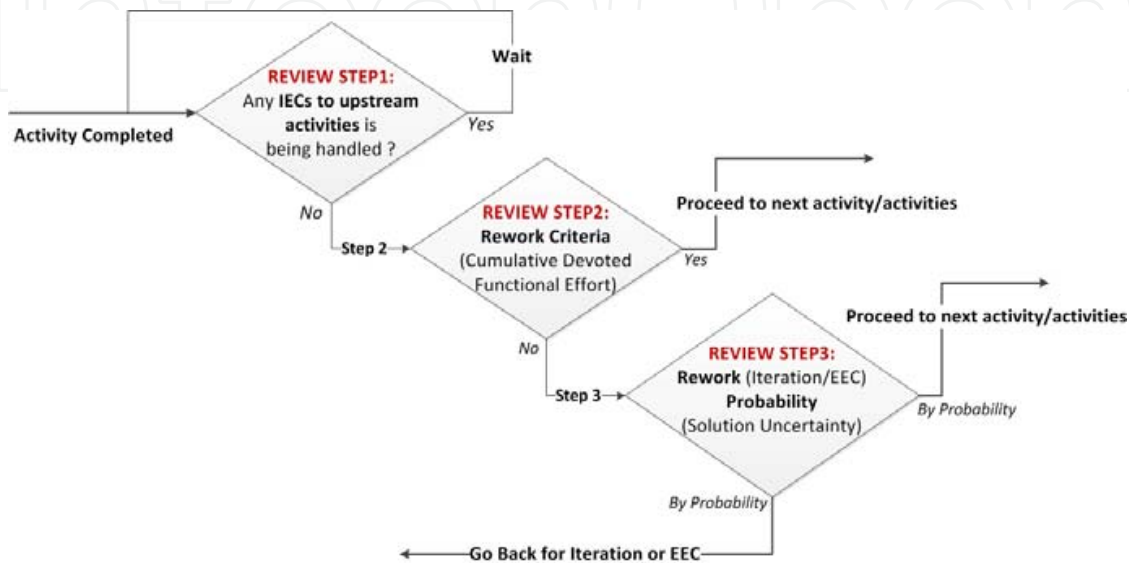 Wait
REVIEW STEP1:
Any IECs to upstream
activities is
being handled ?
Activity Completed
Yes
No
Step 2
REVIEW STEP2:
Rework Criteria
(Cumulative Devoted
Functional Effort)
Proceed to next activity/activities
Yes
No
Step 3
REVIEW STEP3:
Rework (Iteration/EEC)
Probability
(Solution Uncertainty)
Proceed to next activity/activities
By Probability
By Probability
Go Back for Iteration or EEC